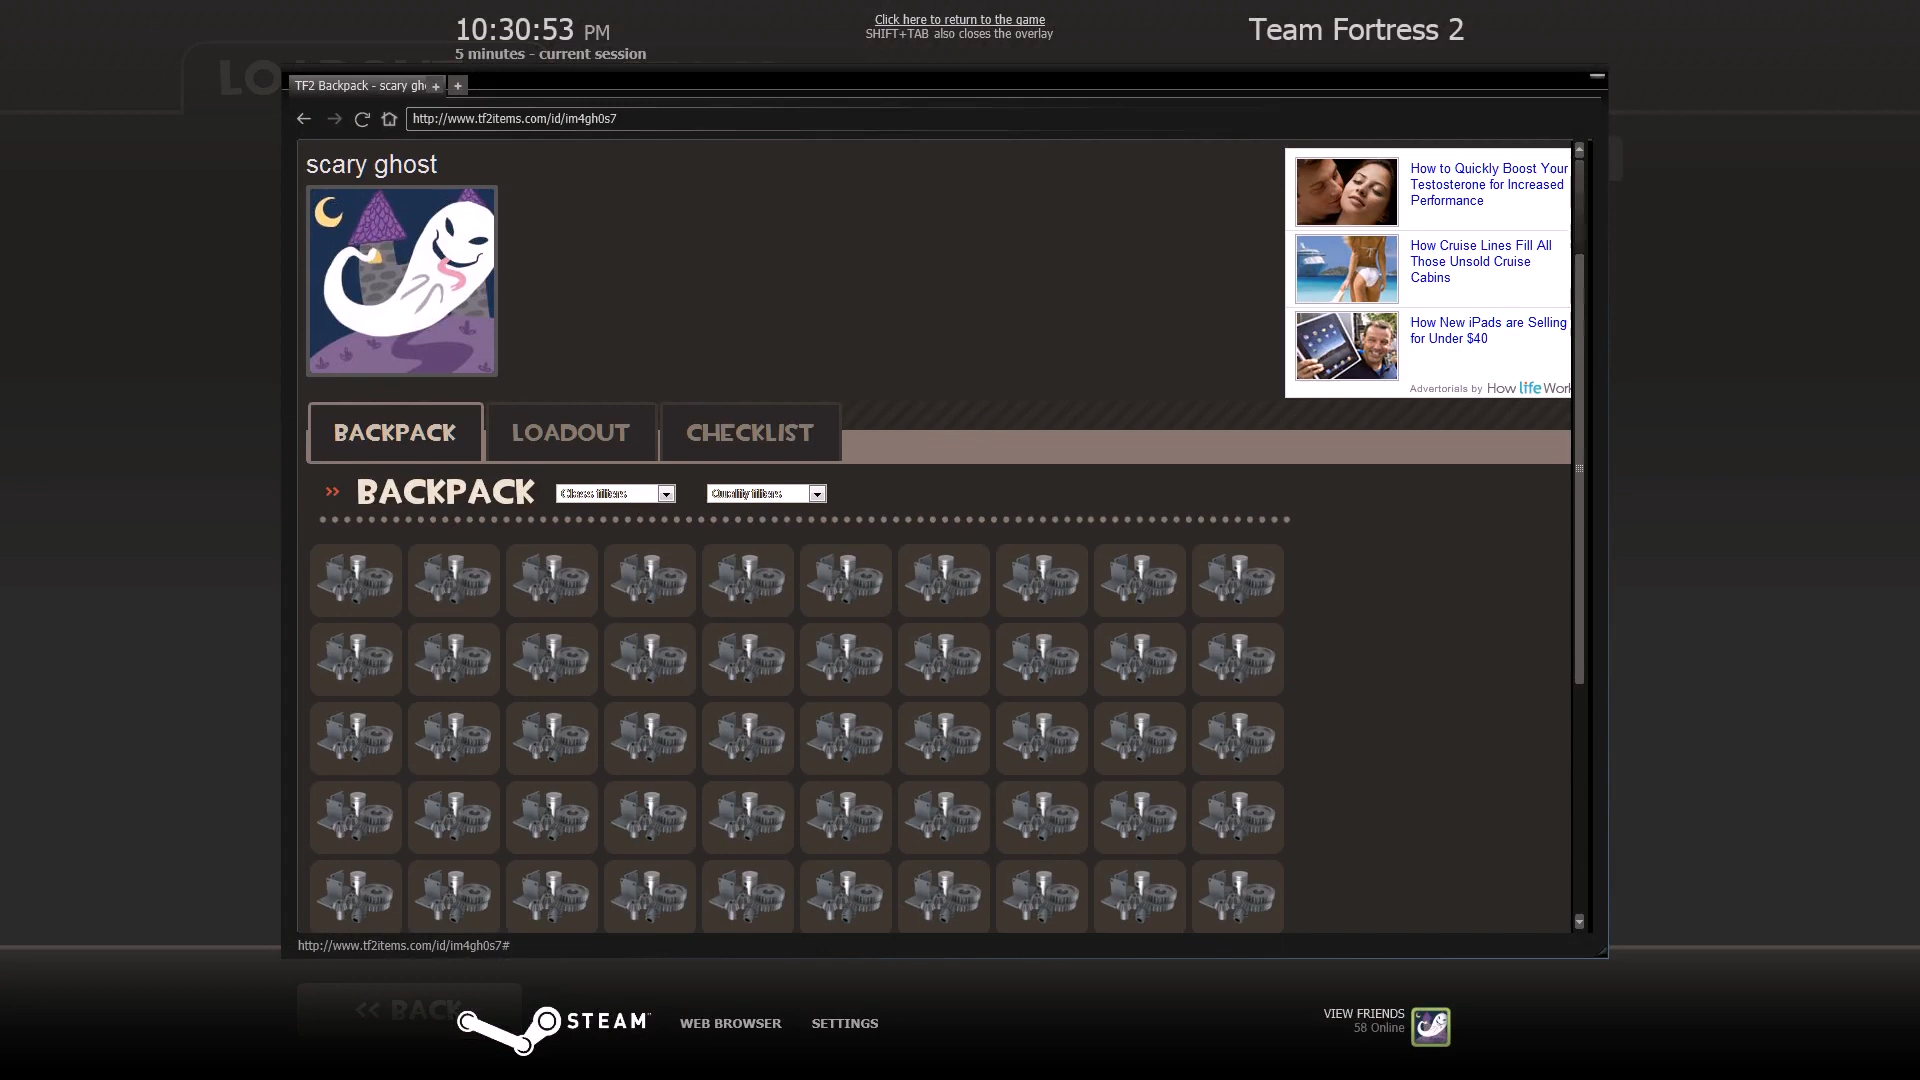 10:30:53 PM
5 minutes - current session
Click here to return to the game
SHIFT+TAB also closes the overlay
Team Fortress 2
TF2 Backpack - scary gh
http://www.tf2items.com/id/im4gh0s7
scary ghost
How to Quickly Boost Your
Testosterone for Increased
Performance
How Cruise Lines Fill All
Those Unsold Cruise
Cabins
How New iPads are Selling
for Under $40
Advertorials by How life Work
BACKPACK
LOADOUT
CHECKLIST
>> BACKPACK
Class filters
Quality filters
http://www.tf2items.com/id/im4gh0s7#
<< BACK
STEAM
WEB BROWSER
SETTINGS
VIEW FRIENDS
58 Online